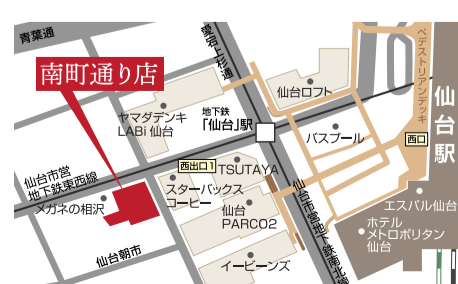 青葉通
愛宕上杉通
ペデストリアンデッキ
南町通り店
仙台ロフト
仙台駅
ヤマダデンキ
LABi 仙台
地下鉄
「仙台」駅
バスプール
西口
西出口1
TSUTAYA
仙台市営
地下鉄東西線
スターバックス
コーヒー
メガネの相沢
エスパル仙台
仙台
PARCO2
仙台市営地下鉄南北線
ホテル
メトロポリタン
仙台
仙台朝市
イービーンズ